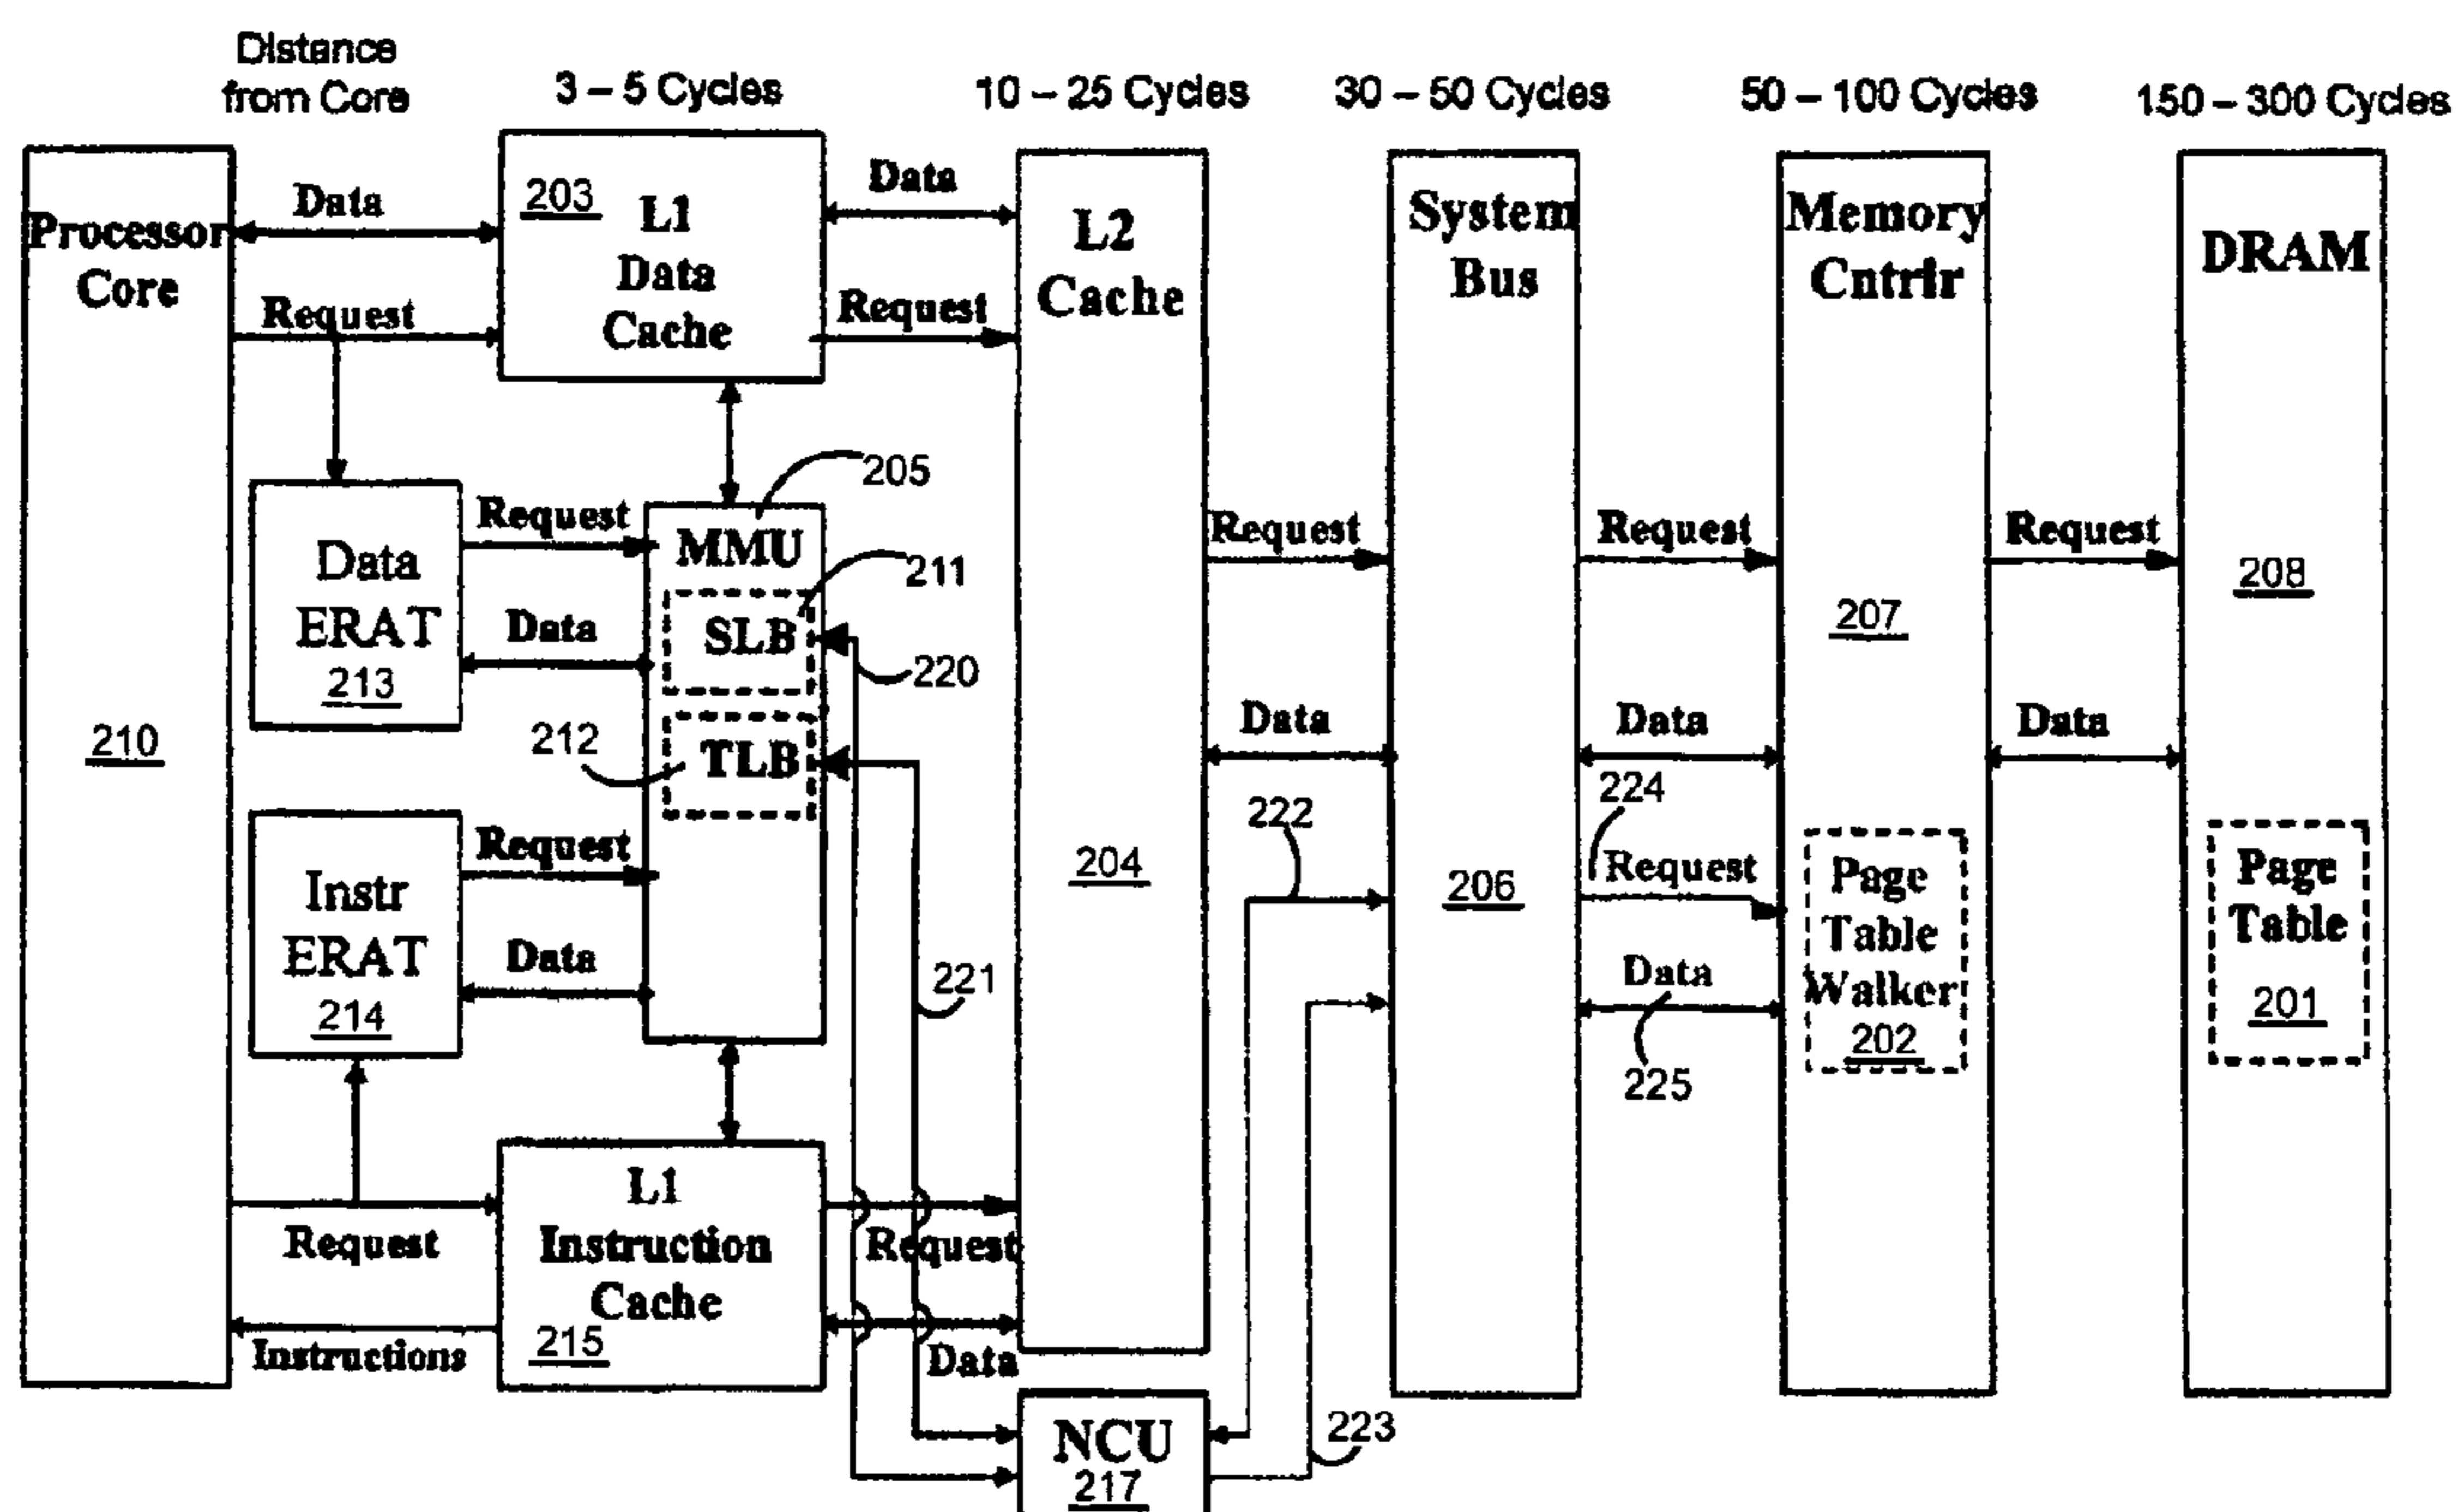 Distance
from Core
3 – 5 Cycles
10 – 25 Cycles
30 – 50 Cycles
50 – 100 Cycles
150 – 300 Cycles
Processor
Core
210
Data
Request
203
L1
Data
Cache
Data
Request
L2
Cache
204
System
Bus
206
Memory
Cntrlr
207
DRAM
208
Data
ERAT
213
Request
Data
MMU
205
SLB
211
220
TLB
212
221
Instr
ERAT
214
Request
Data
Request
Instructions
L1
Instruction
Cache
215
Request
Data
NCU
217
Request
Data
222
223
Request
Data
224
Request
Data
225
Page
Table
Walker
202
Request
Data
Page
Table
201